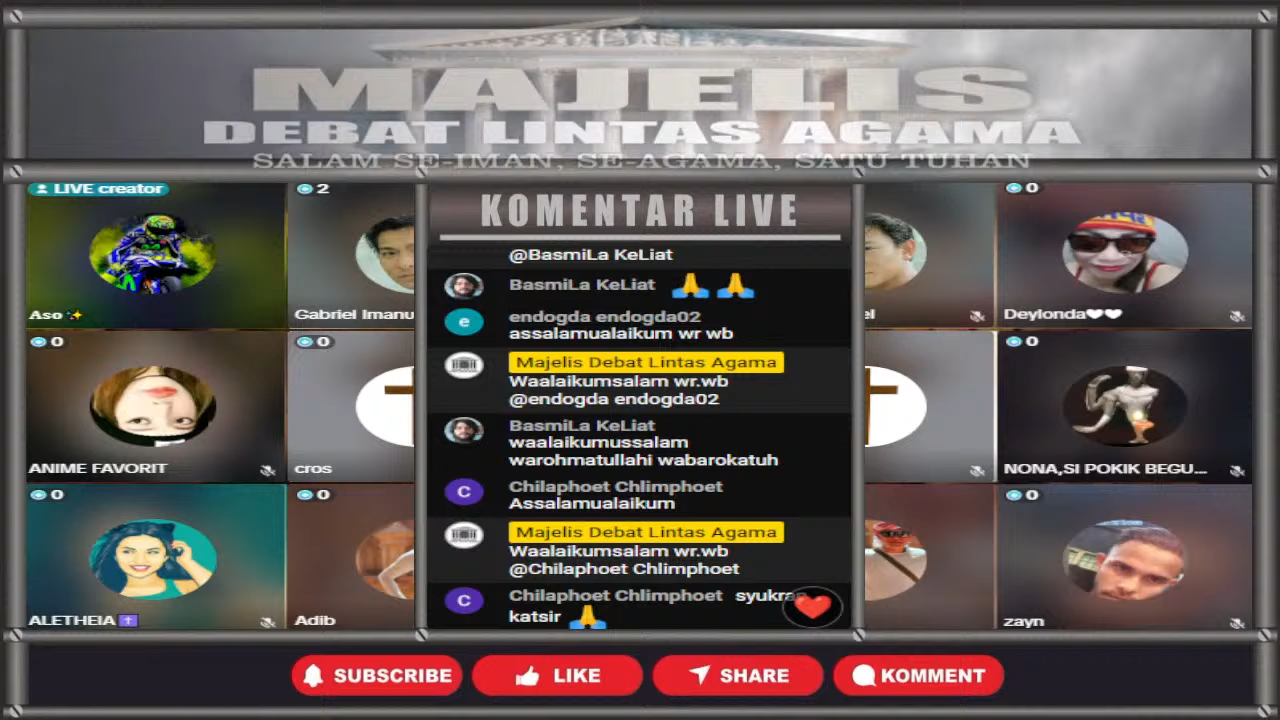 MAJELIS
DEBAT LINTAS AGAMA
SALAM SE-IMAN, SE-AGAMA, SATU TUHAN
LIVE creator
2
0
KOMENTAR LIVE
@BasmiLa KeLiat
BasmiLa KeLiat
endogda endogda02
assalamualaikum wr wb
Majelis Debat Lintas Agama
Waalaikumsalam wr.wb
@endogda endogda02
BasmiLa KeLiat
waalaikumussalam
warohmatullahi wabarokatuh
Chilaphoet Chlimphoet
Assalamualaikum
Majelis Debat Lintas Agama
Waalaikumsalam wr.wb
@Chilaphoet Chlimphoet
Chilaphoet Chlimphoet syukran
katsir
e
C
C
Aso
Gabriel Imanu
el
Deylonda
0
0
0
ANIME FAVORIT
cros
NONA,SI POKIK BEGU...
0
0
0
ALETHEIA
Adib
zayn
SUBSCRIBE
LIKE
SHARE
KOMMENT